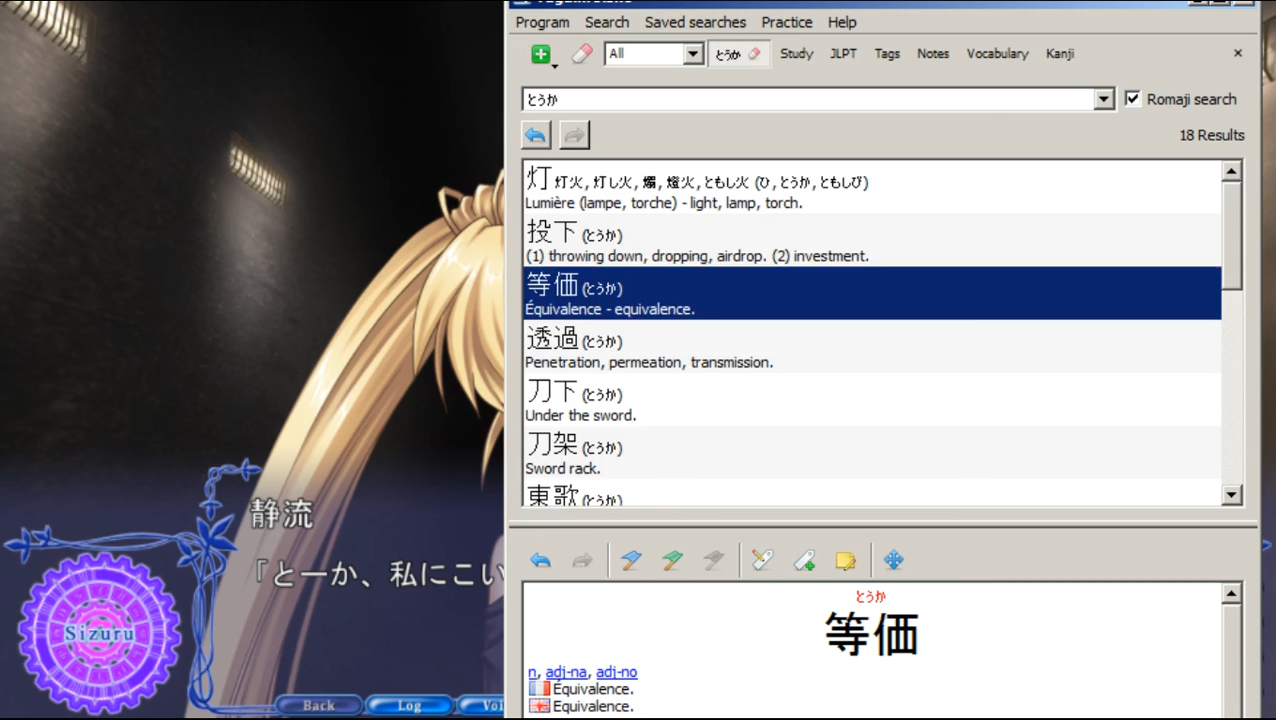 Program Search Saved searches Practice Help
All とうか Study JLPT Tags Notes Vocabulary Kanji
とうか Romaji search
18 Results
灯 灯火, 灯し火, 燭, 燈火, ともし火 (ひ, とうか, ともしび)
Lumière (lampe, torche) - light, lamp, torch.
投下 (とうか)
(1) throwing down, dropping, airdrop. (2) investment.
等価 (とうか)
Équivalence - equivalence.
透過 (とうか)
Penetration, permeation, transmission.
刀下 (とうか)
Under the sword.
刀架 (とうか)
Sword rack.
東歌 (とうか)
とうか
等価
n, adj-na, adj-no
Équivalence.
Equivalence.
静流
「とーか、私にこい
Sizuru
Back Log Voi